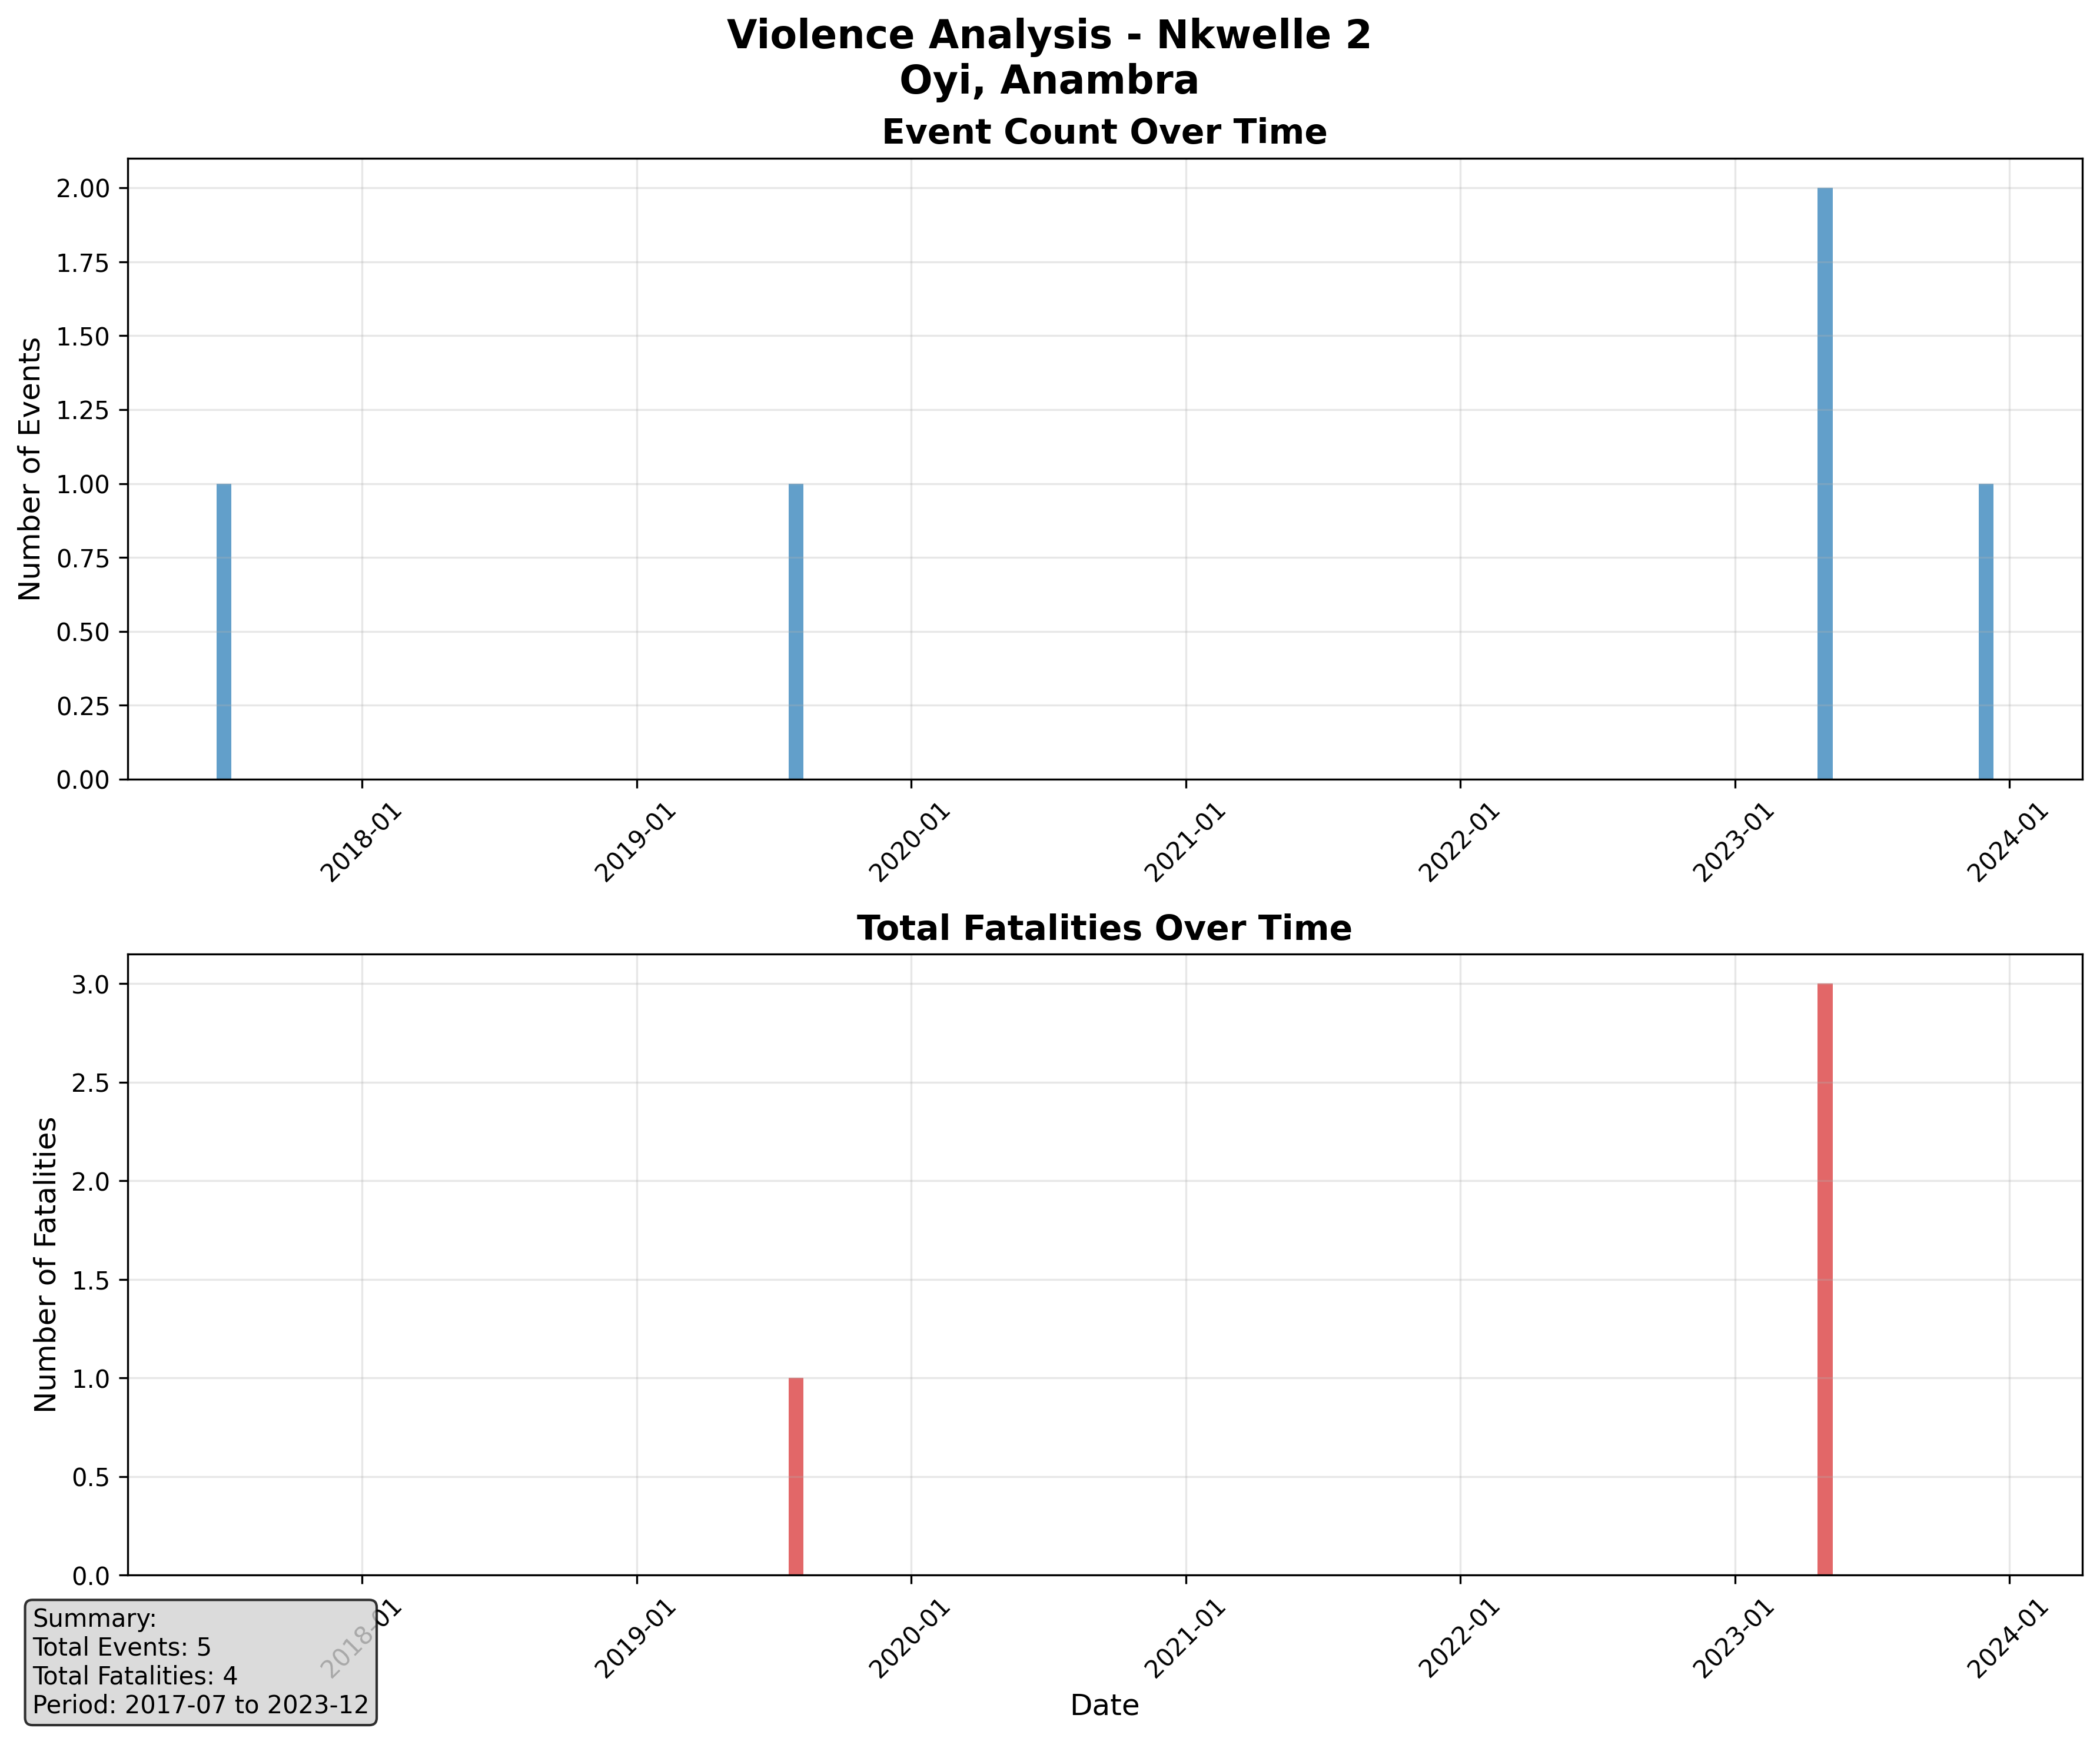 Violence Analysis - Nkwelle 2
Oyi, Anambra
Event Count Over Time
Number of Events
2.00
1.75
1.50
1.25
1.00
0.75
0.50
0.25
0.00
2018-01
2019-01
2020-01
2021-01
2022-01
2023-01
2024-01
Total Fatalities Over Time
Number of Fatalities
3.0
2.5
2.0
1.5
1.0
0.5
0.0
2018-01
2019-01
2020-01
2021-01
2022-01
2023-01
2024-01
Date
Summary:
Total Events: 5
Total Fatalities: 4
Period: 2017-07 to 2023-12